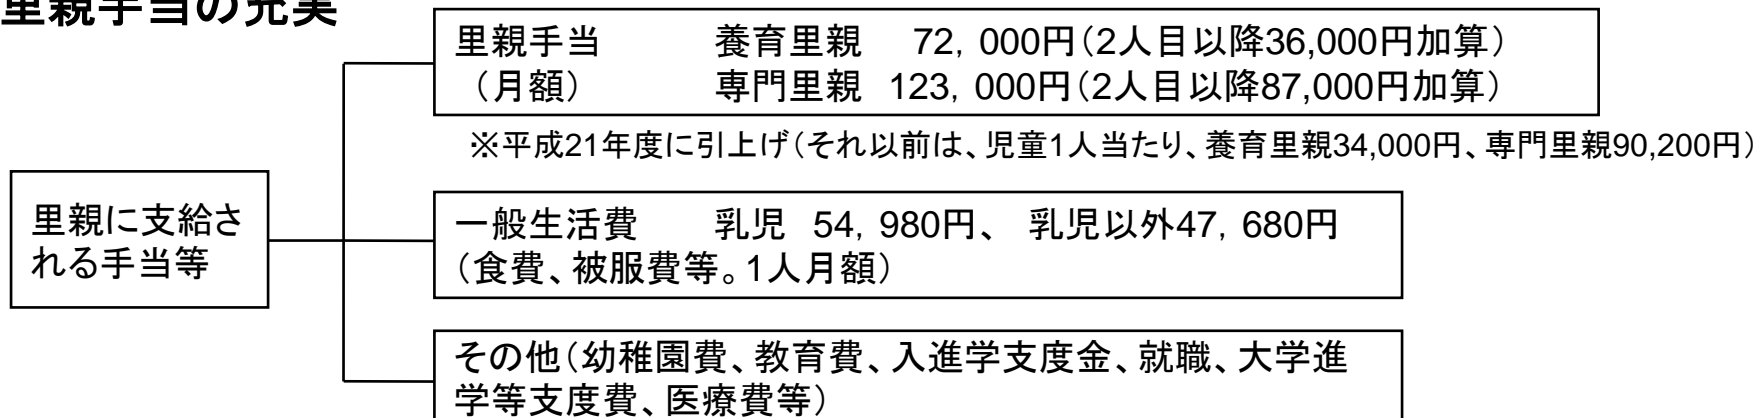 里親手当の充実
里親手当　　養育里親　72，000円（2人目以降36,000円加算）
（月額）　　専門里親　123，000円（2人目以降87,000円加算）
※平成21年度に引上げ（それ以前は、児童1人当たり、養育里親34,000円、専門里親90,200円）
里親に支給さ
れる手当等
一般生活費　　乳児　54，980円、　乳児以外47，680円
（食費、被服費等。1人月額）
その他（幼稚園費、教育費、入進学支度金、就職、大学進
学等支度費、医療費等）